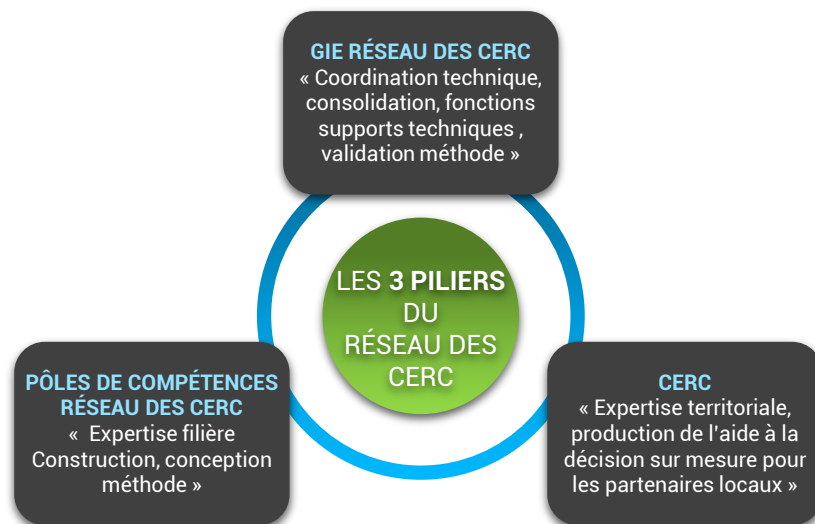 GIE RÉSEAU DES CERC
« Coordination technique,
consolidation, fonctions
supports techniques ,
validation méthode »
LES 3 PILIERS
DU
RÉSEAU DES
CERC
PÔLES DE COMPÉTENCES
RÉSEAU DES CERC
« Expertise filière
Construction, conception
méthode »
CERC
« Expertise territoriale,
production de l'aide à la
décision sur mesure pour
les partenaires locaux »